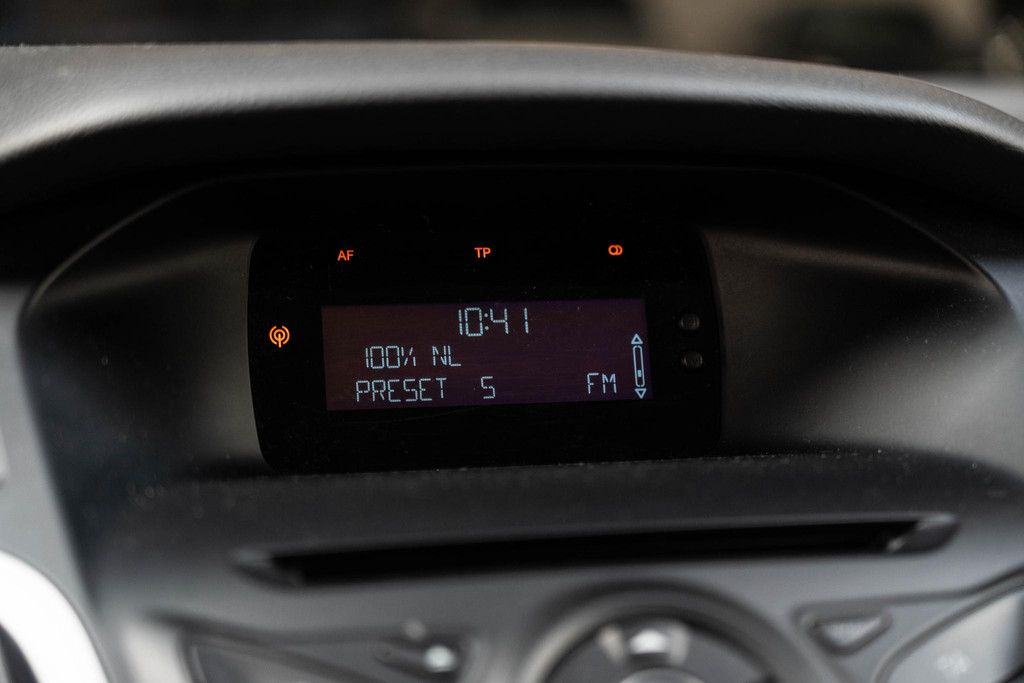 AF TP
10:41
100% NL
PRESET 5 FM